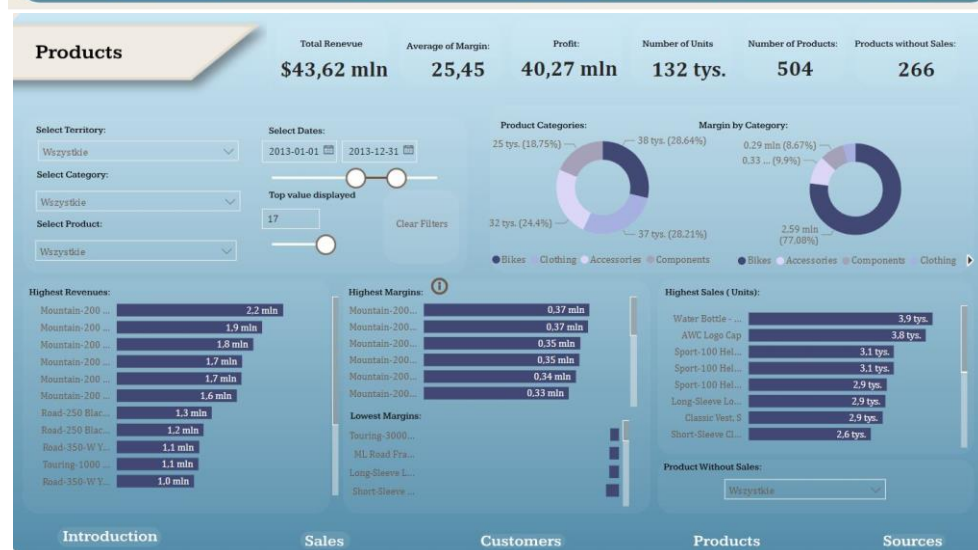 Products
Total Renevue
$43,62 mln
Average of Margin:
25,45
Profit:
40,27 mln
Number of Units
132 tys.
Number of Products:
504
Products without Sales:
266
Select Territory:
Wszystkie
Select Category:
Wszystkie
Select Product:
Wszystkie
Select Dates:
2013-01-01
2013-12-31
Top value displayed
17
Clear Filters
Product Categories:
25 tys. (18,75%)
38 tys. (28.64%)
32 tys. (24.4%)
37 tys. (28.21%)
Bikes Clothing Accessories Components
Margin by Category:
0.29 mln (8.67%)
0.33 ... (9.9%)
2,59 mln
(77.08%)
Bikes Accessories Components Clothing
Highest Revenues:
Mountain-200 ... 2,2 mln
Mountain-200 ... 1,9 mln
Mountain-200 ... 1,8 mln
Mountain-200 ... 1,7 mln
Mountain-200 ... 1,7 mln
Mountain-200 ... 1,6 mln
Road-250 Blac... 1,3 mln
Road-250 Blac... 1,2 mln
Road-350-W Y... 1,1 mln
Touring-1000 ... 1,1 mln
Road-350-W Y... 1,0 mln
Highest Margins:
Mountain-200... 0,37 mln
Mountain-200... 0,37 mln
Mountain-200... 0,35 mln
Mountain-200... 0,35 mln
Mountain-200... 0,34 mln
Mountain-200... 0,33 mln
Lowest Margins:
Touring-3000...
ML Road Fra...
Long-Sleeve L...
Short-Sleeve ...
Highest Sales ( Units):
Water Bottle - ... 3,9 tys.
AWC Logo Cap 3,8 tys.
Sport-100 Hel... 3,1 tys.
Sport-100 Hel... 3,1 tys.
Sport-100 Hel... 2,9 tys.
Long-Sleeve Lo... 2,9 tys.
Classic Vest, S 2,9 tys.
Short-Sleeve Cl... 2,6 tys.
Product Without Sales:
Wszystkie
Introduction
Sales
Customers
Products
Sources